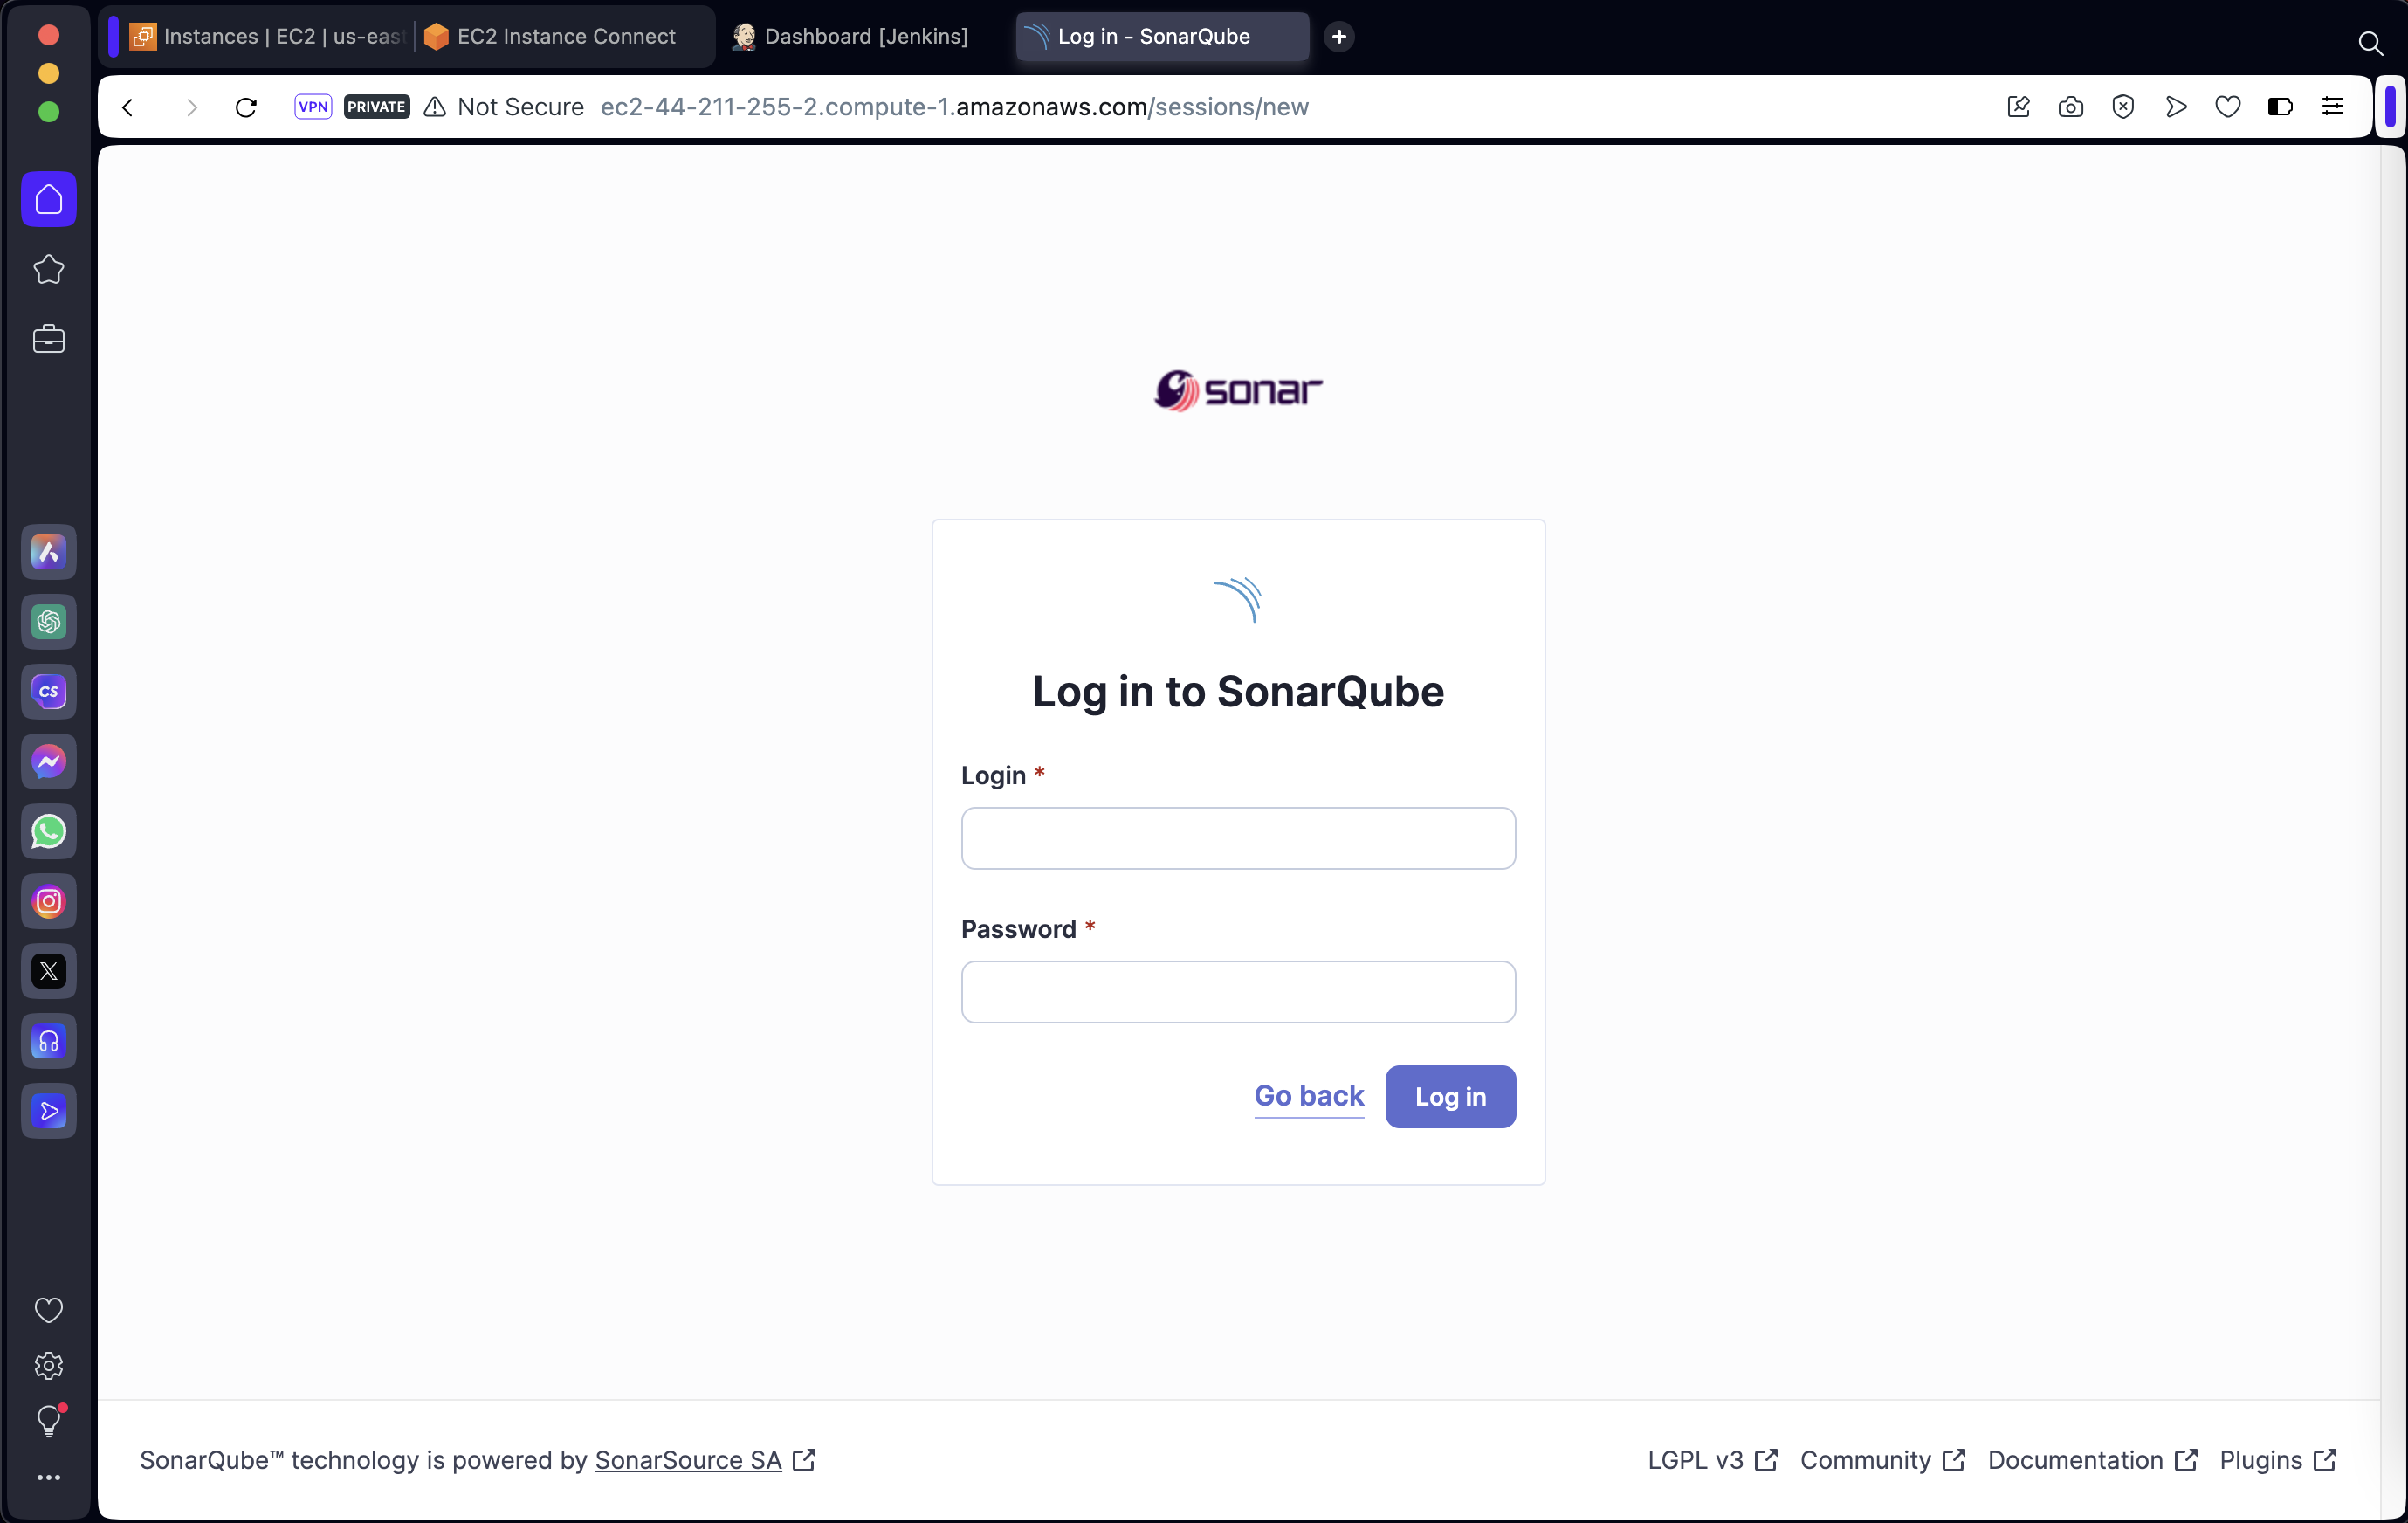 Instances | EC2 | us-east
EC2 Instance Connect
Dashboard [Jenkins]
Log in - SonarQube
VPN
PRIVATE
Not Secure
ec2-44-211-255-2.compute-1.amazonaws.com/sessions/new
CS
sonar
Log in to SonarQube
Login *
Password *
Go back
Log in
SonarQube™ technology is powered by SonarSource SA
LGPL v3
Community
Documentation
Plugins